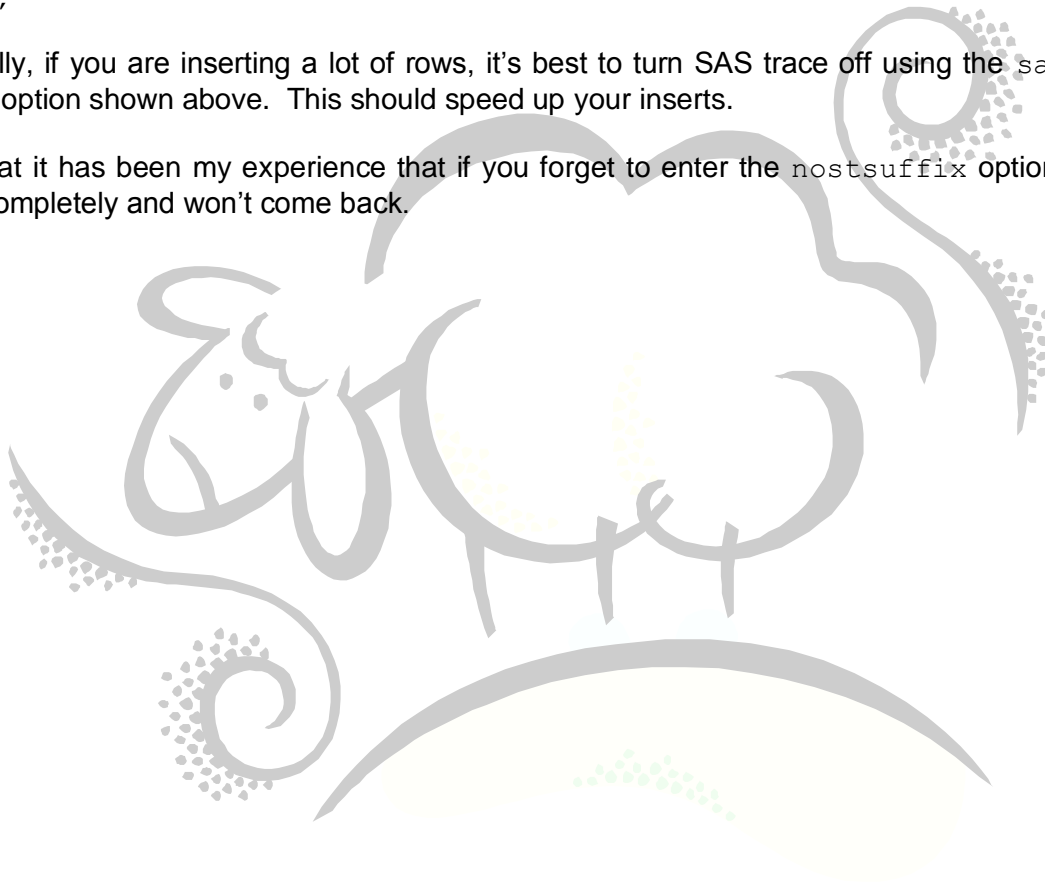 lly, if you are inserting a lot of rows, it's best to turn SAS trace off using the sa
option shown above. This should speed up your inserts.
at it has been my experience that if you forget to enter the nostsuffix option
ompletely and won't come back.